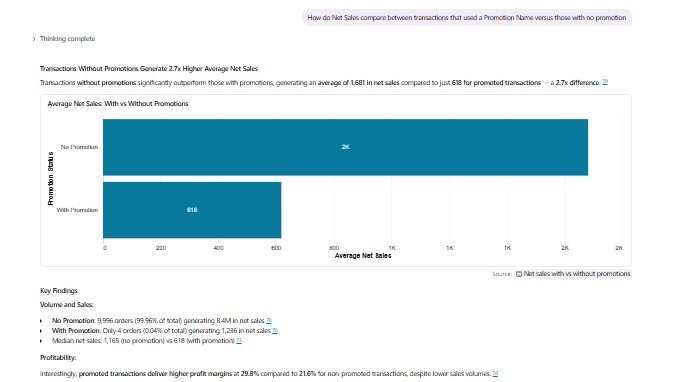 How do Net Sales compare between transactions that used a Promotion Name versus those with no promotion
Thinking complete
Transactions Without Promotions Generate 2.7x Higher Average Net Sales
Transactions without promotions significantly outperform those with promotions, generating an average of 1,681 in net sales compared to just 618 for promoted transactions — a 2.7x difference.
Average Net Sales: With vs Without Promotions
Promotion Status
No Promotion
2K
With Promotion
618
0 200 400 600 800 1K 1K 1K 2K 2K
Average Net Sales
Source: Net sales with vs without promotions
Key Findings
Volume and Sales:
No Promotion: 9,996 orders (99.96% of total) generating 8.4M in net sales
With Promotion: Only 4 orders (0.04% of total) generating 1,236 in net sales
Median net sales: 1,165 (no promotion) vs 618 (with promotion)
Profitability:
Interestingly, promoted transactions deliver higher profit margins at 29.8% compared to 21.6% for non-promoted transactions, despite lower sales volumes.